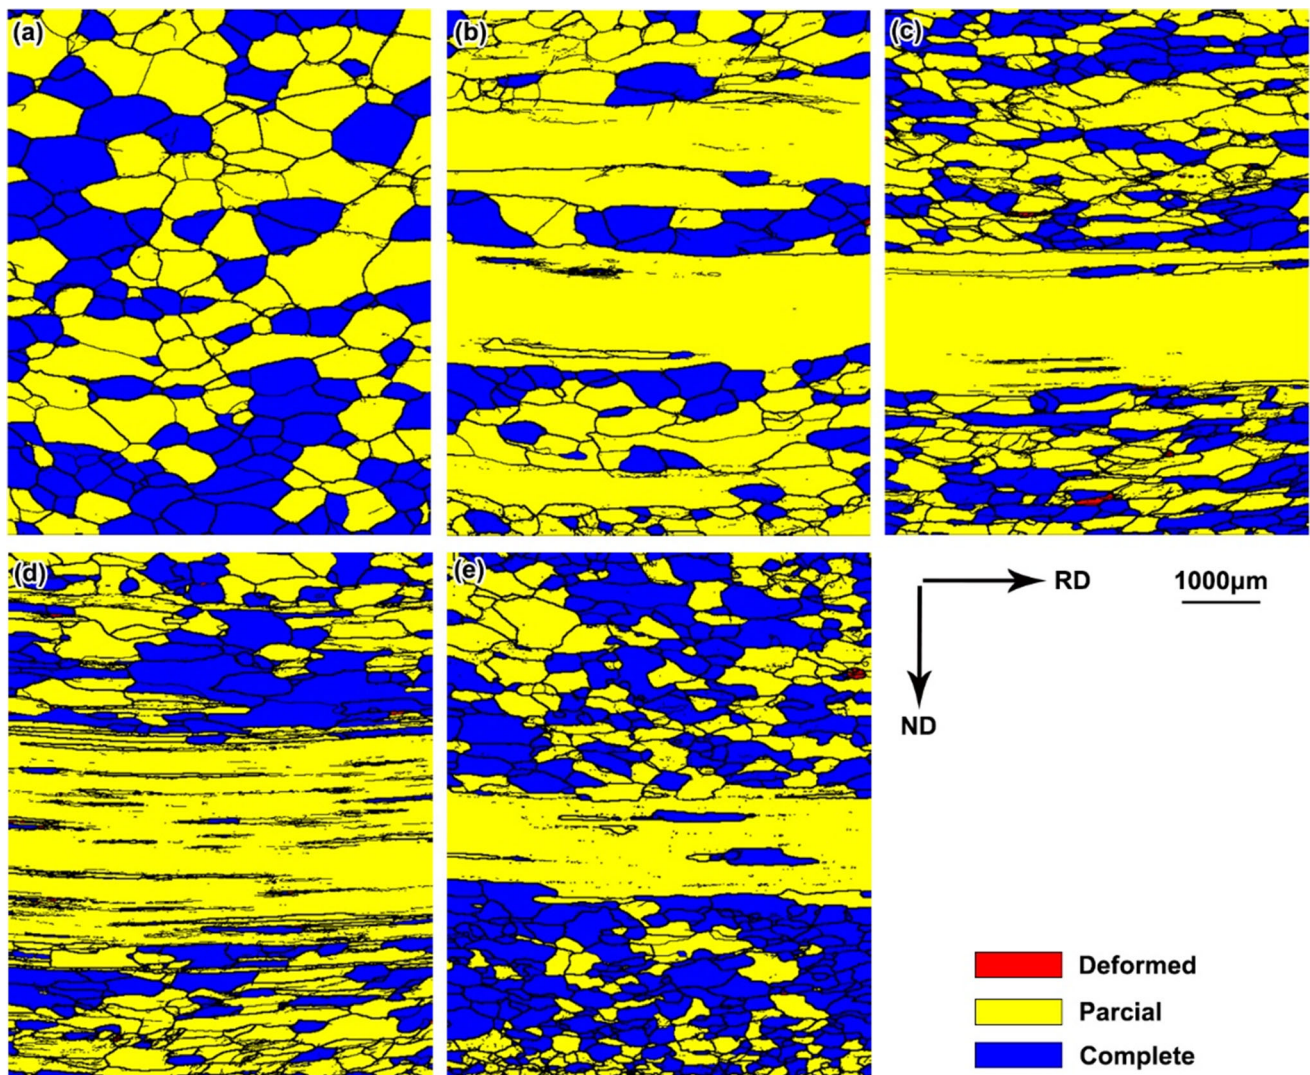 (a)
(b)
(c)
(d)
(e)
RD
1000μm
ND
Deformed
Parcial
Complete